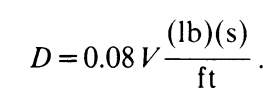 D = 0.08 V (lb)(s)/ft .